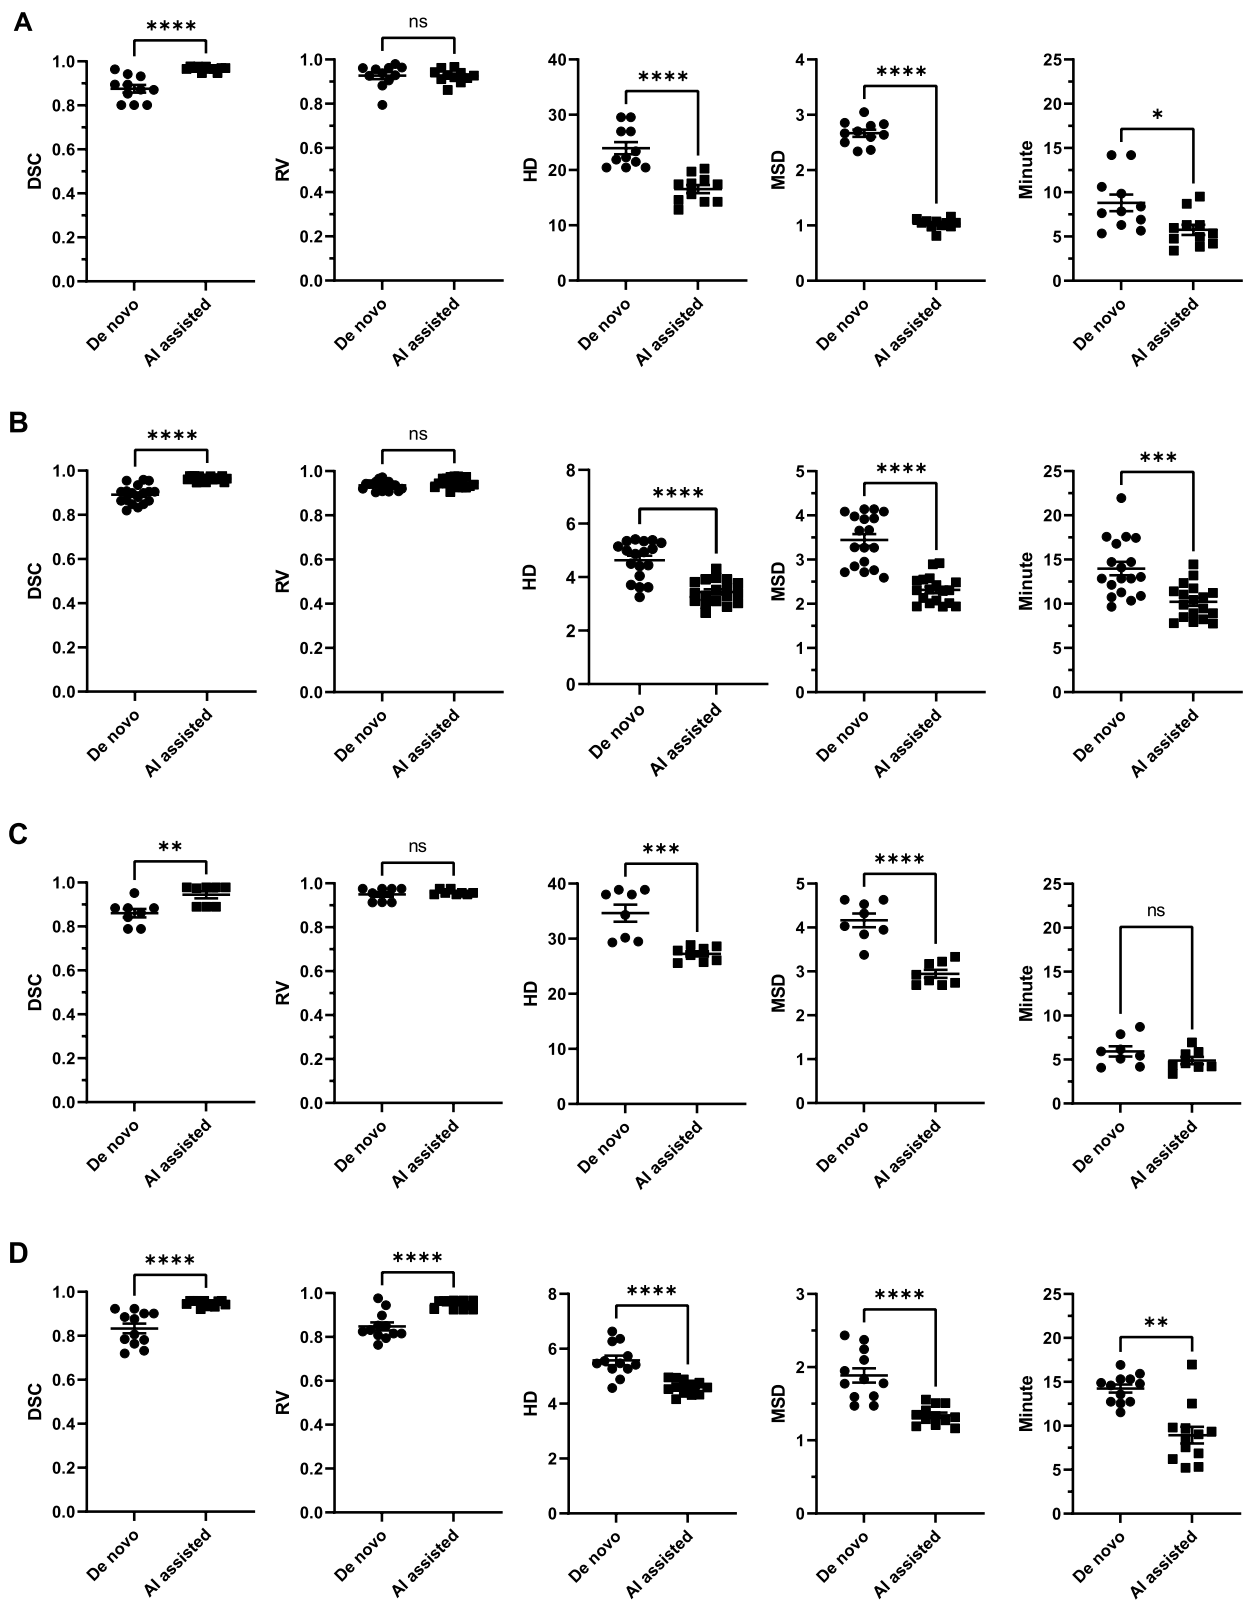 A
**** ns **** **** *
DSC 1.0 0.8 0.6 0.4 0.2 0.0 De novo AI assisted
RV 1.0 0.8 0.6 0.4 0.2 0.0 De novo AI assisted
HD 40 30 20 10 0 De novo AI assisted
MSD 4 3 2 1 0 De novo AI assisted
Minute 25 20 15 10 5 0 De novo AI assisted
B
**** ns **** **** ***
DSC 1.0 0.8 0.6 0.4 0.2 0.0 De novo AI assisted
RV 1.0 0.8 0.6 0.4 0.2 0.0 De novo AI assisted
HD 8 6 4 2 0 De novo AI assisted
MSD 5 4 3 2 1 0 De novo AI assisted
Minute 25 20 15 10 5 0 De novo AI assisted
C
** ns *** **** ns
DSC 1.0 0.8 0.6 0.4 0.2 0.0 De novo AI assisted
RV 1.0 0.8 0.6 0.4 0.2 0.0 De novo AI assisted
HD 40 30 20 10 0 De novo AI assisted
MSD 5 4 3 2 1 0 De novo AI assisted
Minute 25 20 15 10 5 0 De novo AI assisted
D
**** **** **** **** **
DSC 1.0 0.8 0.6 0.4 0.2 0.0 De novo AI assisted
RV 1.0 0.8 0.6 0.4 0.2 0.0 De novo AI assisted
HD 8 6 4 2 0 De novo AI assisted
MSD 3 2 1 0 De novo AI assisted
Minute 25 20 15 10 5 0 De novo AI assisted